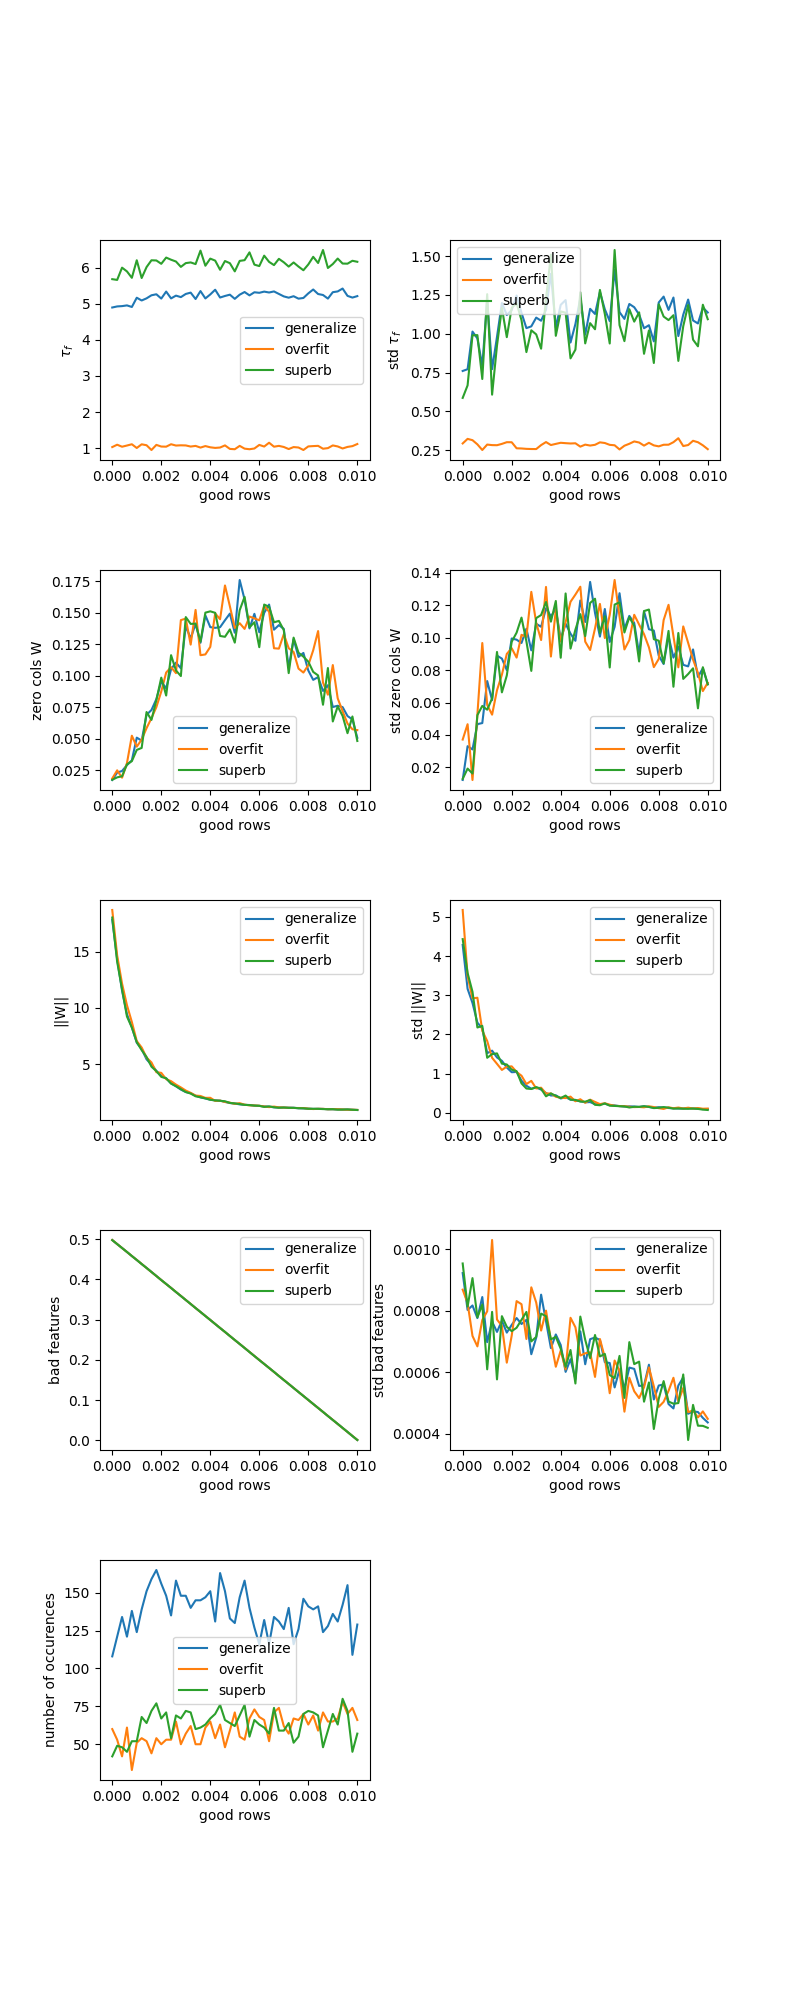 6
5
4
3
2
1
τf
0.000 0.002 0.004 0.006 0.008 0.010
good rows
generalize
overfit
superb
1.50
1.25
1.00
0.75
0.50
0.25
std τf
0.000 0.002 0.004 0.006 0.008 0.010
good rows
generalize
overfit
superb
0.175
0.150
0.125
0.100
0.075
0.050
0.025
zero cols W
0.000 0.002 0.004 0.006 0.008 0.010
good rows
generalize
overfit
superb
0.14
0.12
0.10
0.08
0.06
0.04
0.02
std zero cols W
0.000 0.002 0.004 0.006 0.008 0.010
good rows
generalize
overfit
superb
15
10
5
||W||
0.000 0.002 0.004 0.006 0.008 0.010
good rows
generalize
overfit
superb
5
4
3
2
1
0
std ||W||
0.000 0.002 0.004 0.006 0.008 0.010
good rows
generalize
overfit
superb
0.5
0.4
0.3
0.2
0.1
0.0
bad features
0.000 0.002 0.004 0.006 0.008 0.010
good rows
generalize
overfit
superb
0.0010
0.0008
0.0006
0.0004
std bad features
0.000 0.002 0.004 0.006 0.008 0.010
good rows
generalize
overfit
superb
150
125
100
75
50
number of occurences
0.000 0.002 0.004 0.006 0.008 0.010
good rows
generalize
overfit
superb